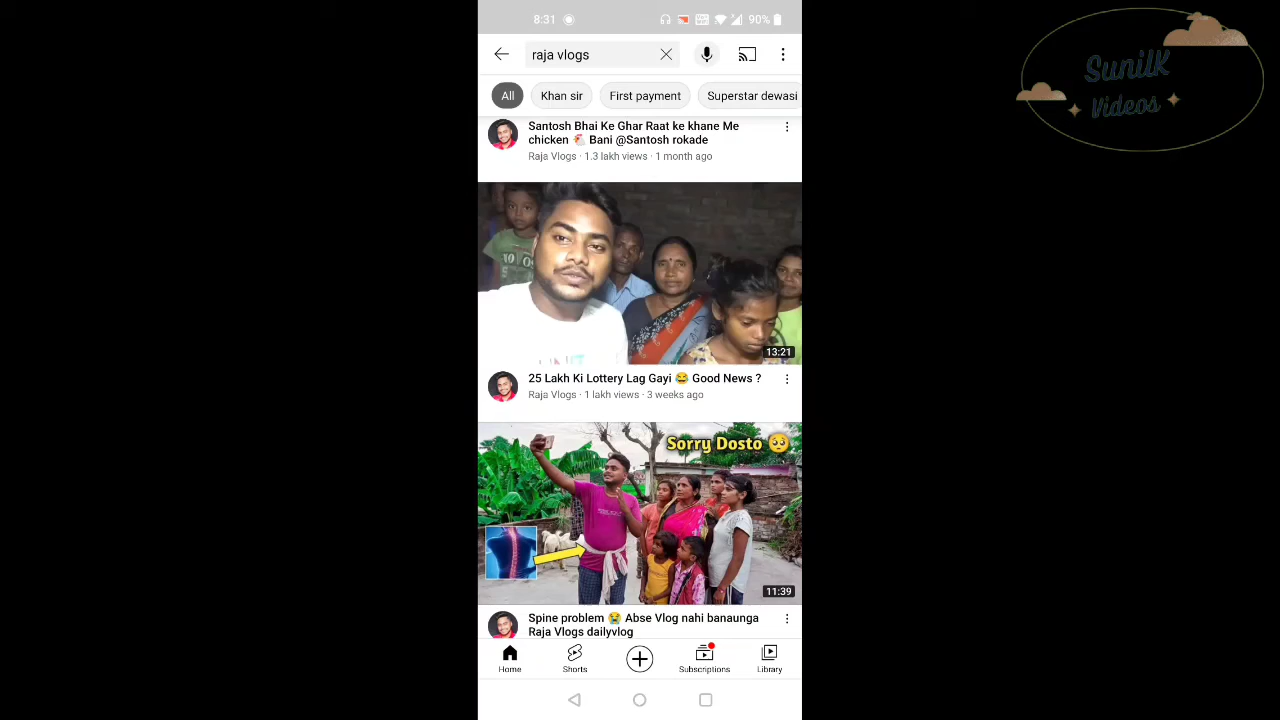 8:31
90%
SunilK
Videos
raja vlogs
All
Khan sir
First payment
Superstar dewasi
Santosh Bhai Ke Ghar Raat ke khane Me
chicken 🐔 Bani @Santosh rokade
Raja Vlogs · 1.3 lakh views · 1 month ago
13:21
25 Lakh Ki Lottery Lag Gayi 😂 Good News ?
Raja Vlogs · 1 lakh views · 3 weeks ago
Sorry Dosto 🥺
11:39
Spine problem 😭 Abse Vlog nahi banaunga
Raja Vlogs dailyvlog
Home
Shorts
Subscriptions
Library